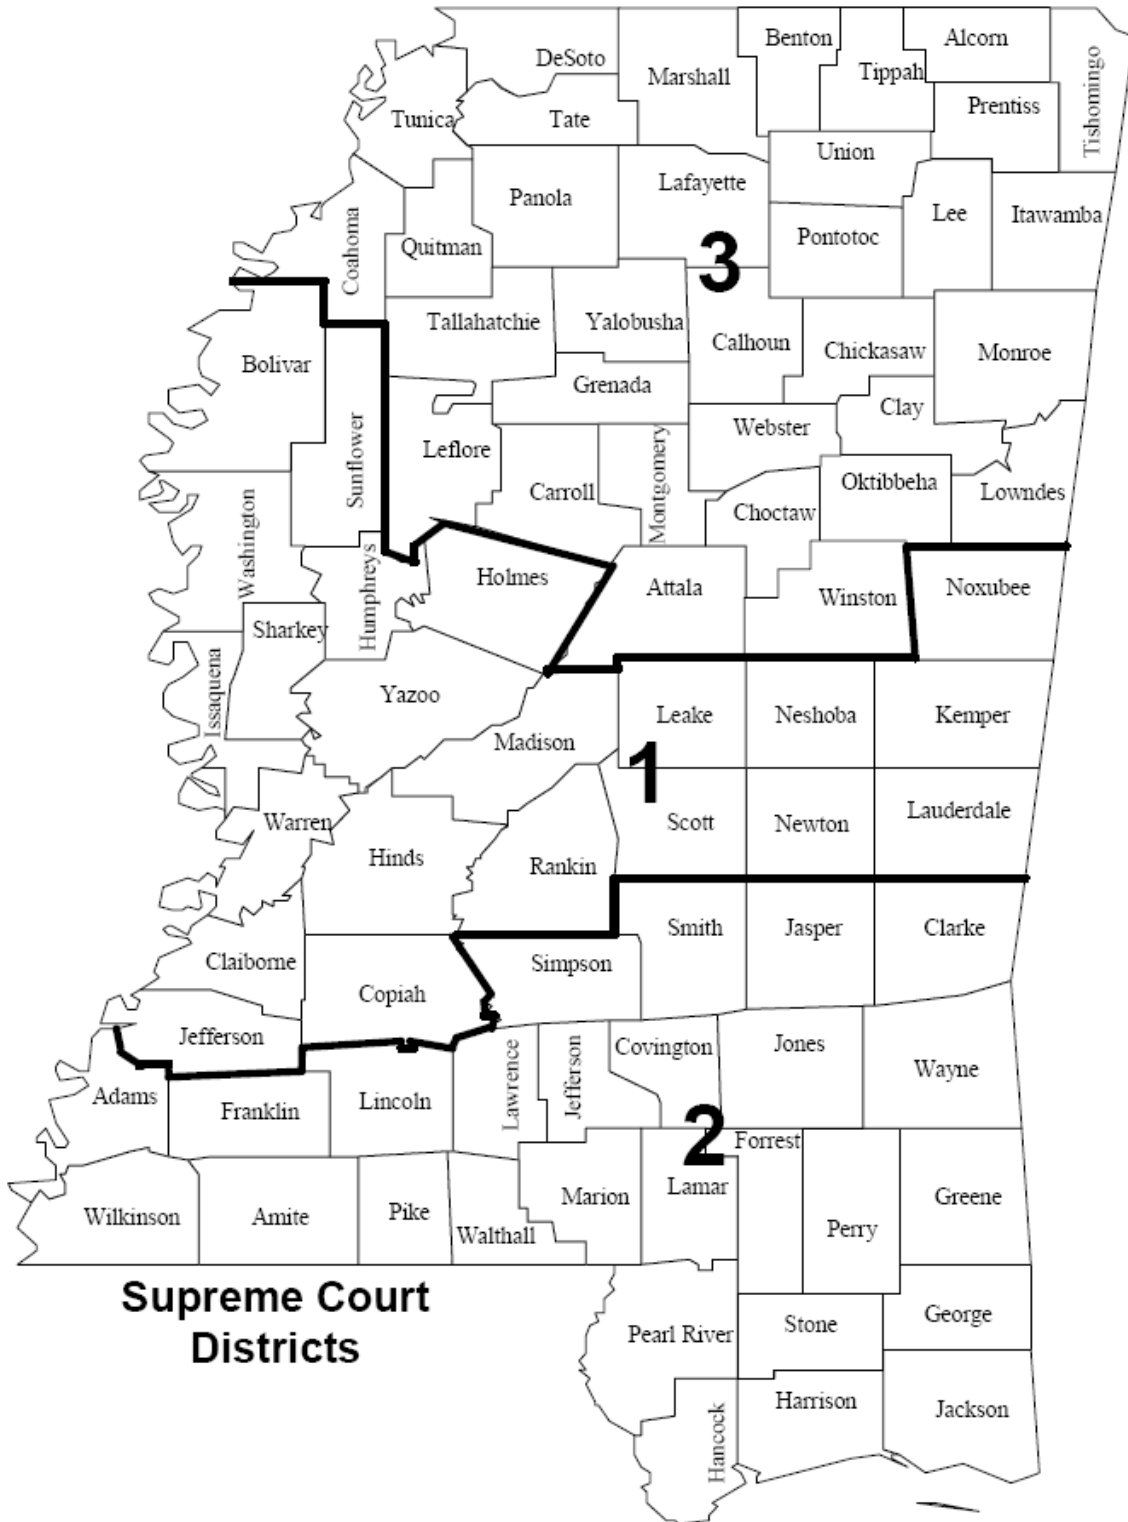 Benton
Alcorn
DeSoto
Marshall
Tippah
Tishomingo
Prentiss
Tunica
Tate
Union
Lafayette
Panola
Lee
Itawamba
Coahoma
Quitman
Pontotoc
3
Tallahatchie
Yalobusha
Calhoun
Chickasaw
Monroe
Bolivar
Grenada
Clay
Webster
Sunflower
Leflore
Montgomery
Carroll
Oktibbeha
Lowndes
Choctaw
Washington
Humphreys
Holmes
Attala
Winston
Noxubee
Sharkey
Issaquena
Yazoo
Leake
Neshoba
Kemper
Madison
1
Warren
Scott
Newton
Lauderdale
Hinds
Rankin
Smith
Jasper
Clarke
Claiborne
Simpson
Copiah
Jefferson
Lawrence
Jefferson
Covington
Jones
Wayne
Adams
Franklin
Lincoln
2
Forrest
Wilkinson
Amite
Pike
Walthall
Marion
Lamar
Perry
Greene
Supreme Court
Districts
Pearl River
Stone
George
Hancock
Harrison
Jackson